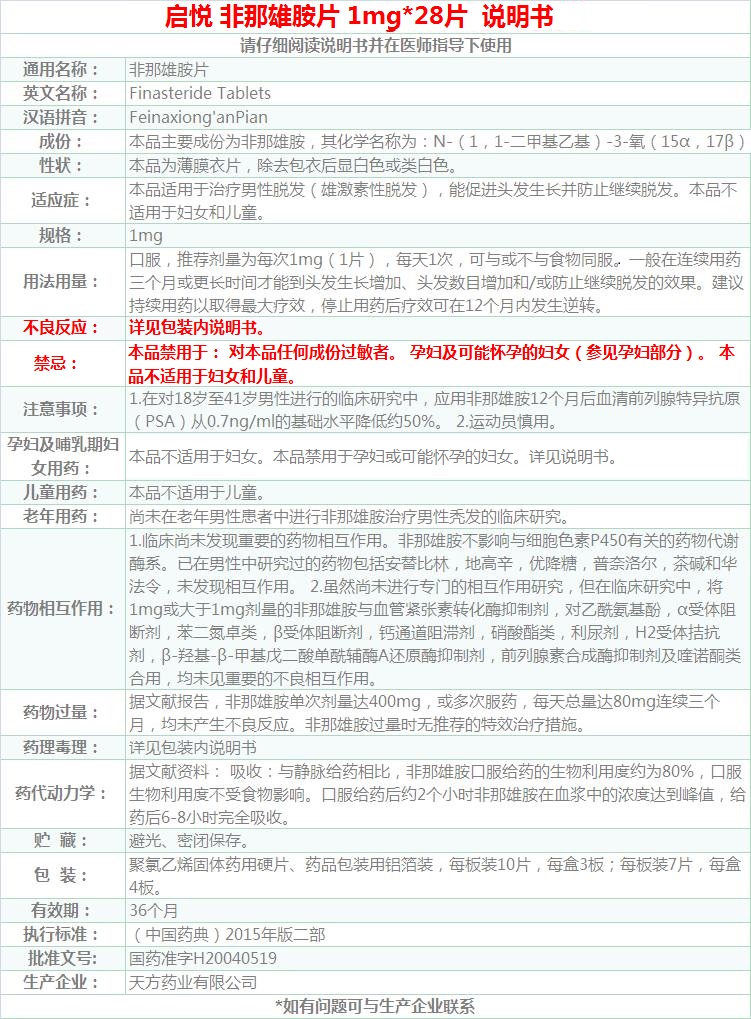 启悦 非那雄胺片 1mg*28片 说明书
请仔细阅读说明书并在医师指导下使用
通用名称：
非那雄胺片
英文名称：
Finasteride Tablets
汉语拼音：
Feinaxiong'anPian
成份：
本品主要成份为非那雄胺，其化学名称为：N-（1，1-二甲基乙基）-3-氧（15α，17β）
性状：
本品为薄膜衣片，除去包衣后显白色或类白色。
适应症：
本品适用于治疗男性脱发（雄激素性脱发），能促进头发生长并防止继续脱发。本品不
适用于妇女和儿童。
规格：
1mg
用法用量：
口服，推荐剂量为每次1mg（1片），每天1次，可与或不与食物同服。一般在连续用药
三个月或更长时间才能到头发生长增加、头发数目增加和/或防止继续脱发的效果。建议
持续用药以取得最大疗效，停止用药后疗效可在12个月内发生逆转。
不良反应：
详见包装内说明书。
禁忌：
本品禁用于： 对本品任何成份过敏者。 孕妇及可能怀孕的妇女（参见孕妇部分）。 本
品不适用于妇女和儿童。
注意事项：
1.在对18岁至41岁男性进行的临床研究中，应用非那雄胺12个月后血清前列腺特异抗原
（PSA）从0.7ng/ml的基础水平降低约50%。 2.运动员慎用。
孕妇及哺乳期妇
女用药：
本品不适用于妇女。本品禁用于孕妇或可能怀孕的妇女。详见说明书。
儿童用药：
本品不适用于儿童。
老年用药：
尚未在老年男性患者中进行非那雄胺治疗男性秃发的临床研究。
药物相互作用：
1.临床尚未发现重要的药物相互作用。非那雄胺不影响与细胞色素P450有关的药物代谢
酶系。已在男性中研究过的药物包括安替比林，地高辛，优降糖，普奈洛尔，茶碱和华
法令，未发现相互作用。 2.虽然尚未进行专门的相互作用研究，但在临床研究中，将
1mg或大于1mg剂量的非那雄胺与血管紧张素转化酶抑制剂，对乙酰氨基酚，α受体阻
断剂，苯二氮卓类，β受体阻断剂，钙通道阻滞剂，硝酸酯类，利尿剂，H2受体拮抗
剂，β-羟基-β-甲基戊二酸单酰辅酶A还原酶抑制剂，前列腺素合成酶抑制剂及喹诺酮类
合用，均未见重要的不良相互作用。
药物过量：
据文献报告，非那雄胺单次剂量达400mg，或多次服药，每天总量达80mg连续三个
月，均未产生不良反应。非那雄胺过量时无推荐的特效治疗措施。
药理毒理：
详见包装内说明书
药代动力学：
据文献资料： 吸收：与静脉给药相比，非那雄胺口服给药的生物利用度约为80%，口服
生物利用度不受食物影响。口服给药后约2个小时非那雄胺在血浆中的浓度达到峰值，给
药后6-8小时完全吸收。
贮 藏：
避光、密闭保存。
包 装：
聚氯乙烯固体药用硬片、药品包装用铝箔装，每板装10片，每盒3板；每板装7片，每盒
4板。
有效期：
36个月
执行标准：
（中国药典）2015年版二部
批准文号：
国药准字H20040519
生产企业：
天方药业有限公司
*如有问题可与生产企业联系